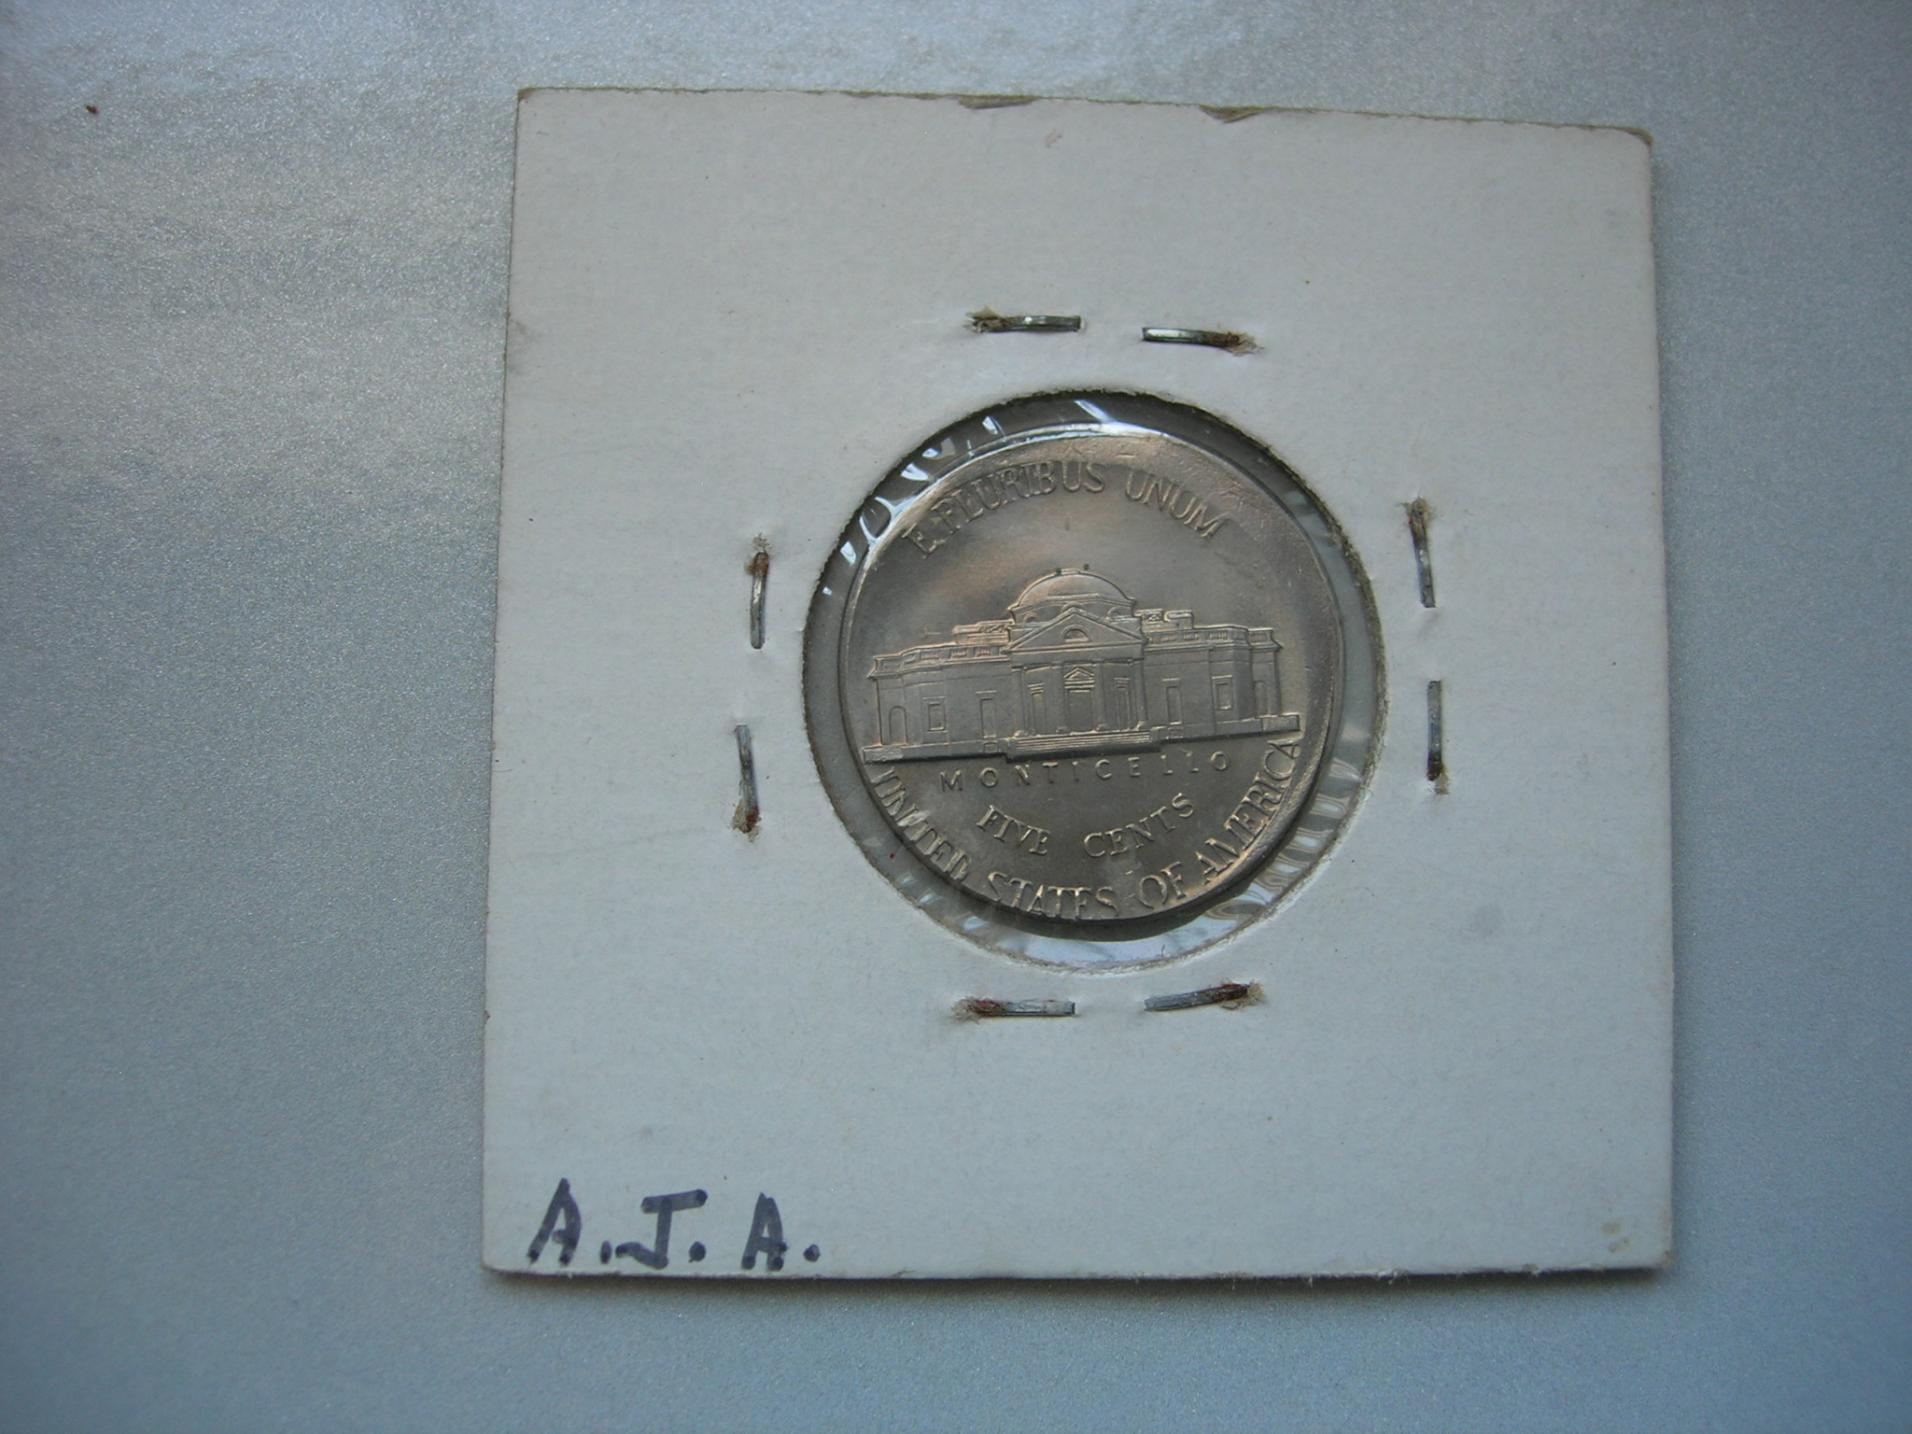 E PLURIBUS UNUM
MONTICELLO
FIVE CENTS
UNITED STATES OF AMERICA
A.J.A.